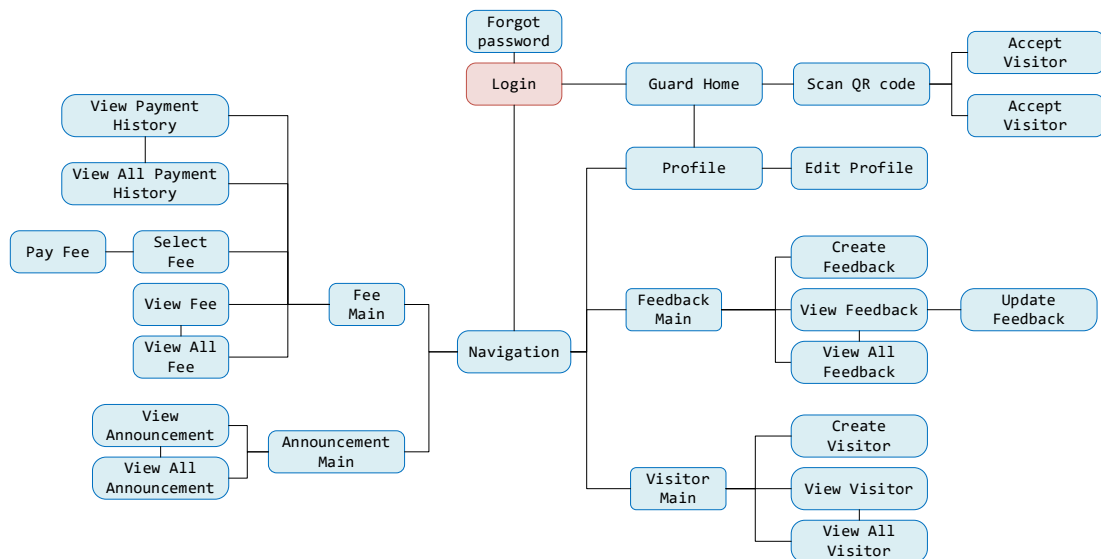 Forgot
password
Login
Guard Home
Scan QR code
Accept
Visitor
Accept
Visitor
Profile
Edit Profile
View Payment
History
View All Payment
History
Pay Fee
Select
Fee
View Fee
View All
Fee
Fee
Main
Navigation
View
Announcement
View All
Announcement
Announcement
Main
Feedback
Main
Create
Feedback
View Feedback
Update
Feedback
View All
Feedback
Visitor
Main
Create
Visitor
View Visitor
View All
Visitor